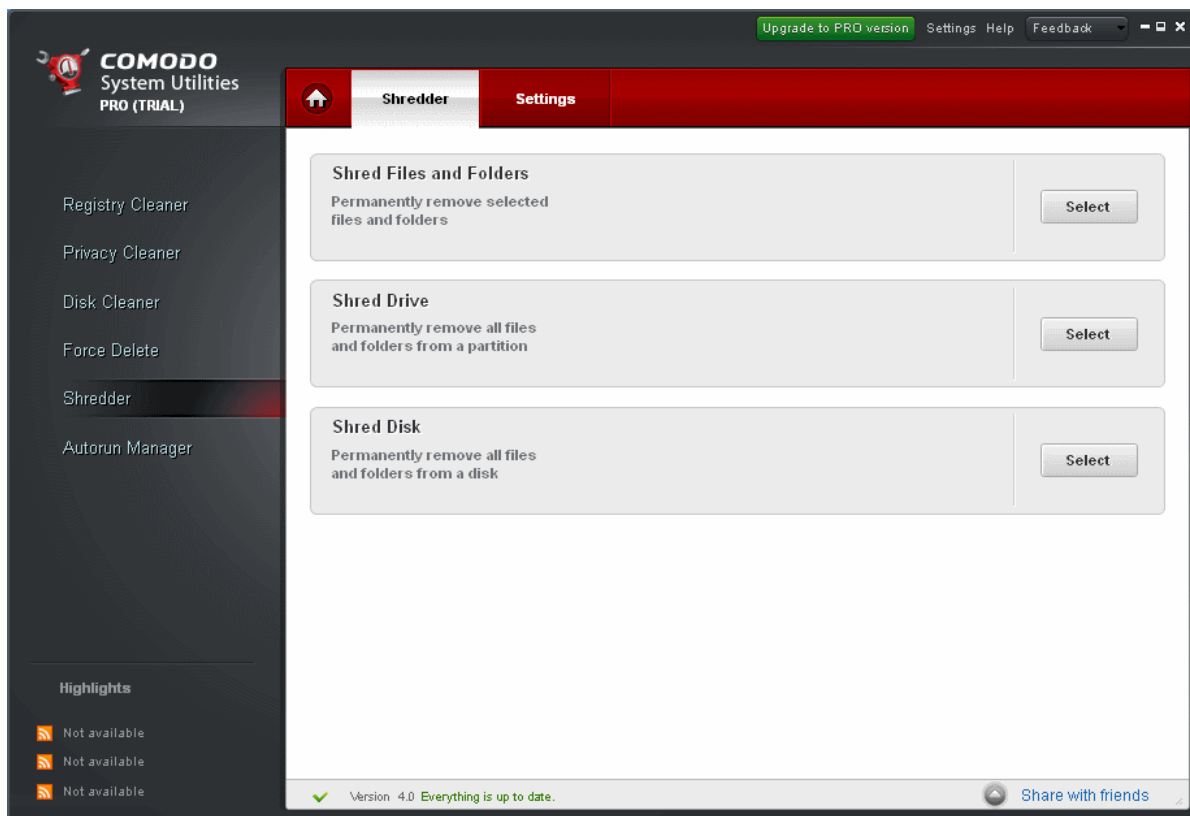 Upgrade to PRO version
Settings
Help
Feedback
COMODO
System Utilities
PRO (TRIAL)
Shredder
Settings
Registry Cleaner
Privacy Cleaner
Disk Cleaner
Force Delete
Shredder
Autorun Manager
Shred Files and Folders
Permanently remove selected
files and folders
Select
Shred Drive
Permanently remove all files
and folders from a partition
Select
Shred Disk
Permanently remove all files
and folders from a disk
Select
Highlights
Not available
Not available
Not available
Version 4.0 Everything is up to date.
Share with friends